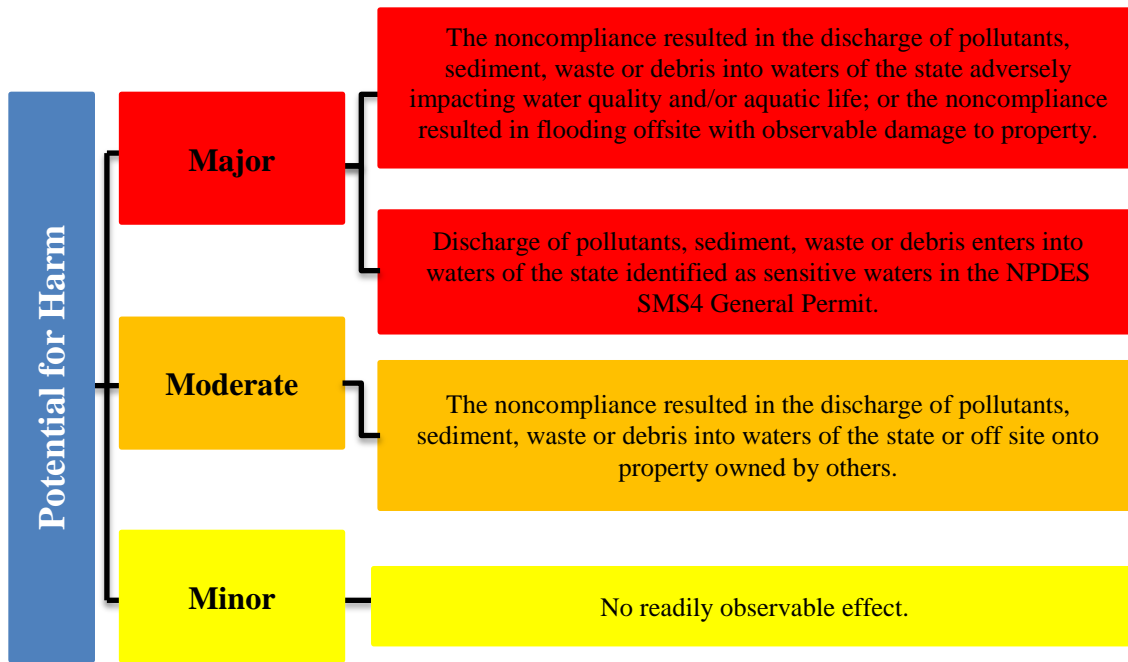 Potential for Harm
Major
The noncompliance resulted in the discharge of pollutants,
sediment, waste or debris into waters of the state adversely
impacting water quality and/or aquatic life; or the noncompliance
resulted in flooding offsite with observable damage to property.
Discharge of pollutants, sediment, waste or debris enters into
waters of the state identified as sensitive waters in the NPDES
SMS4 General Permit.
Moderate
The noncompliance resulted in the discharge of pollutants,
sediment, waste or debris into waters of the state or off site onto
property owned by others.
Minor
No readily observable effect.